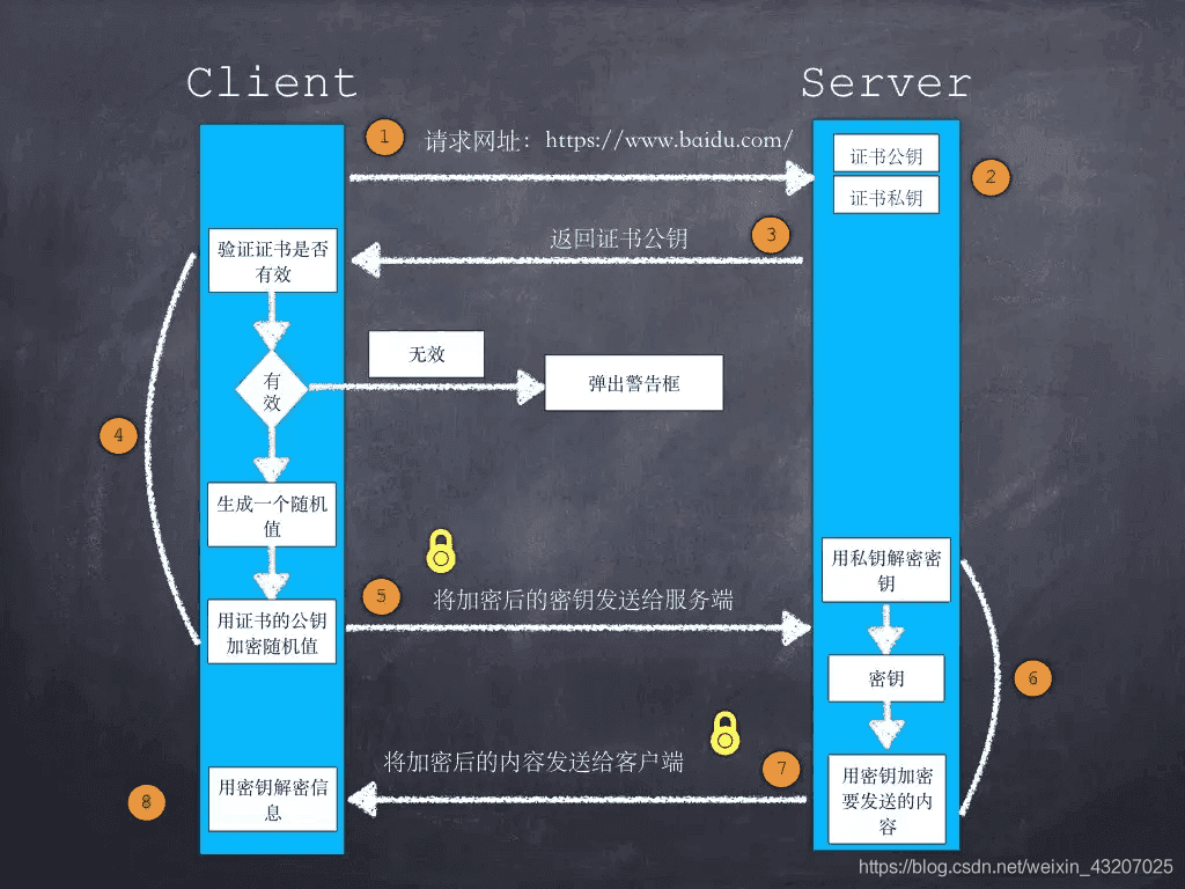 Client
Server
1
请求网址：https://www.baidu.com/
证书公钥
证书私钥
2
返回证书公钥
3
验证证书是否
有效
无效
弹出警告框
有
效
4
生成一个随机
值
用私钥解密密
钥
5
将加密后的密钥发送给服务端
用证书的公钥
加密随机值
密钥
6
将加密后的内容发送给客户端
7
用密钥加密
要发送的内
容
8
用密钥解密信
息
https://blog.csdn.net/weixin_43207025